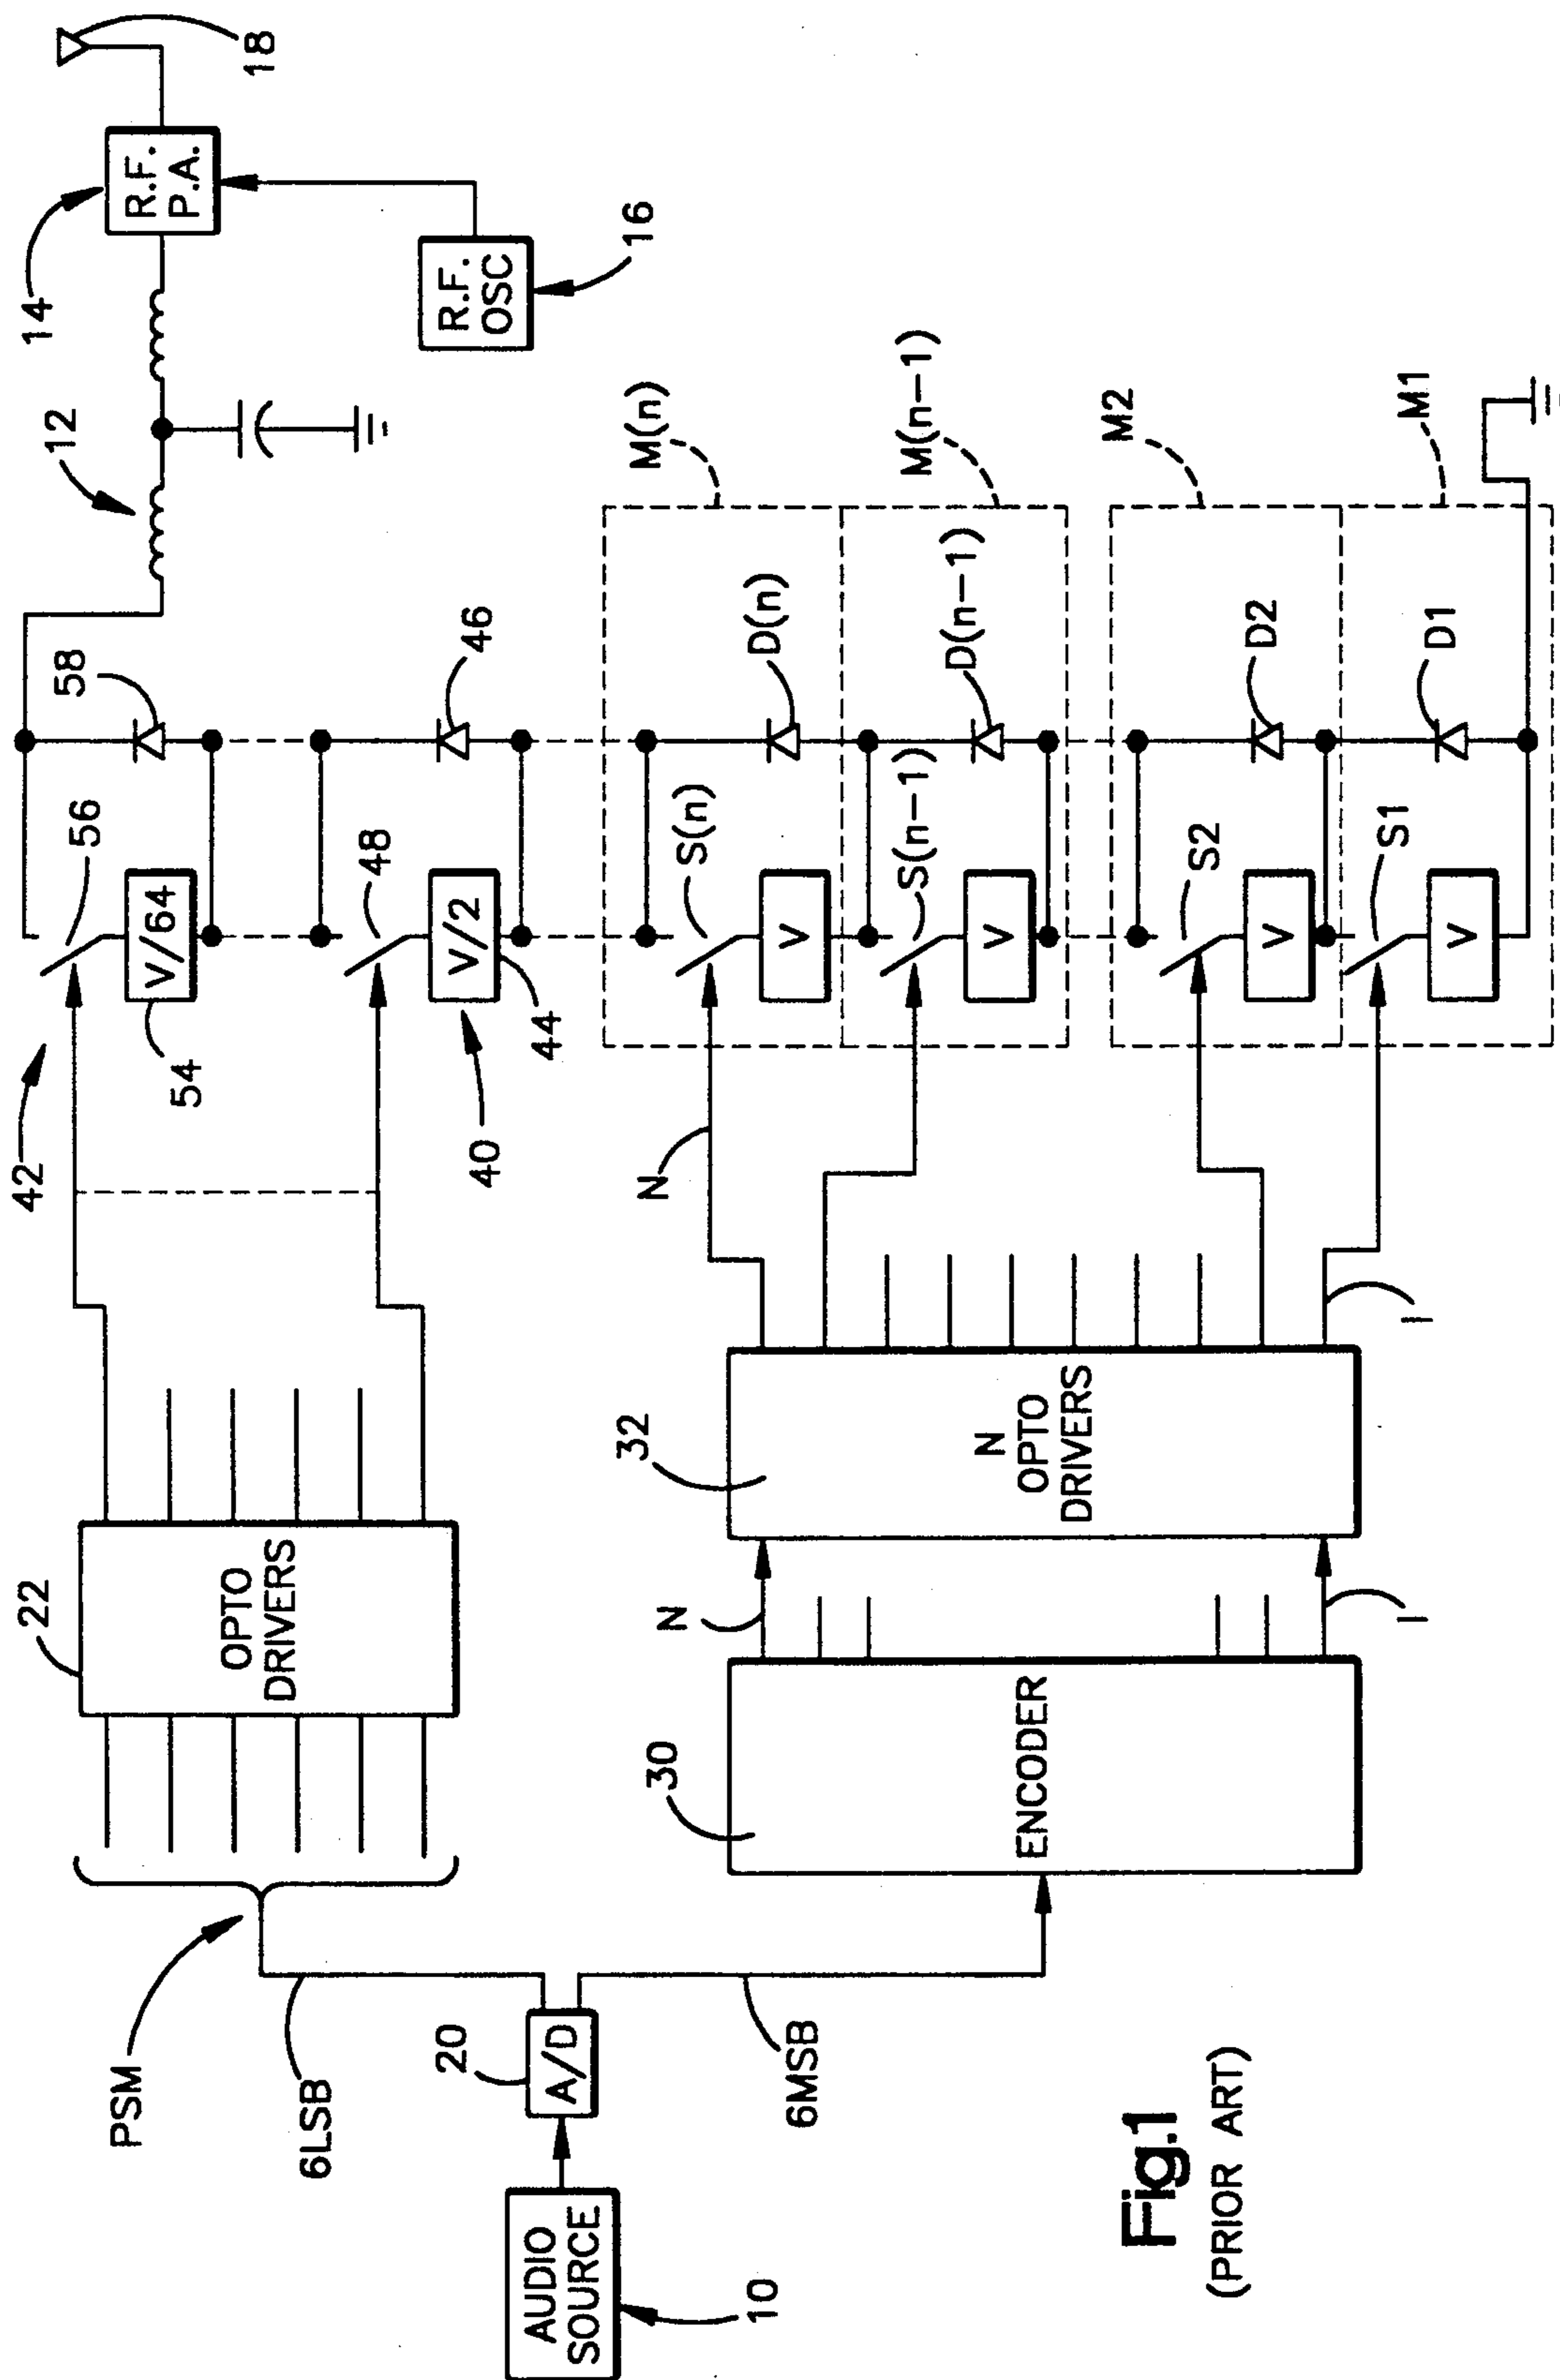 PSM
6LSB
22
OPTO
DRIVERS
42
54
V/64
56
58
40
44
V/2
48
46
12
14
R.F.
P.A.
18
R.F.
OSC
16
AUDIO
SOURCE
10
20
A/D
6MSB
30
ENCODER
N
1
32
N
OPTO
DRIVERS
N
1
S(n)
V
D(n)
M(n)
S(n-1)
V
D(n-1)
M(n-1)
S2
V
D2
M2
S1
V
D1
M1
Fig.1
(PRIOR ART)